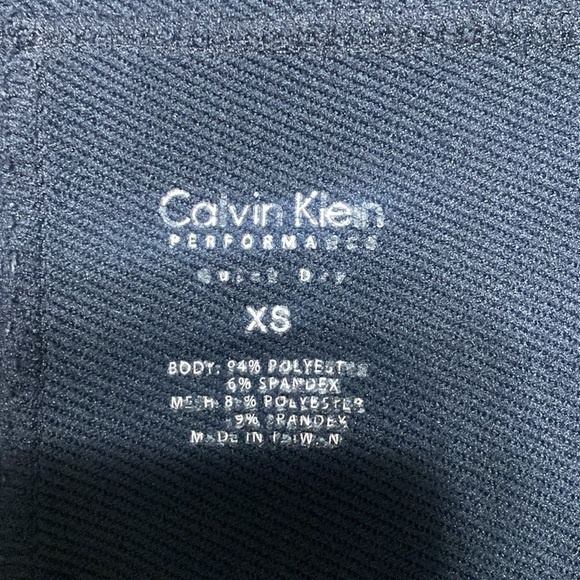 Calvin Klein
PERFORMANCE
Quick Dry
XS
BODY: 94% POLYESTER
6% SPANDEX
MESH: POLYESTER
SPANDEX
MADE IN TAIWAN